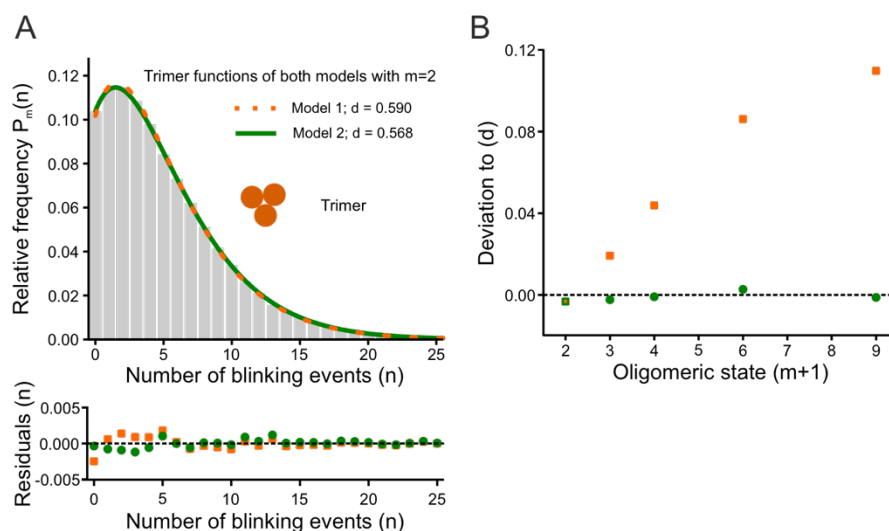 A
Relative frequency Pm(n)
0.12
0.10
0.08
0.06
0.04
0.02
0.00
Trimer functions of both models with m=2
Model 1; d = 0.590
Model 2; d = 0.568
Trimer
0 5 10 15 20 25
Number of blinking events (n)
Residuals (n)
0.005
0.000
-0.005
0 5 10 15 20 25
Number of blinking events (n)
B
Deviation to (d)
0.12
0.08
0.04
0.00
2 3 4 5 6 7 8 9
Oligomeric state (m+1)